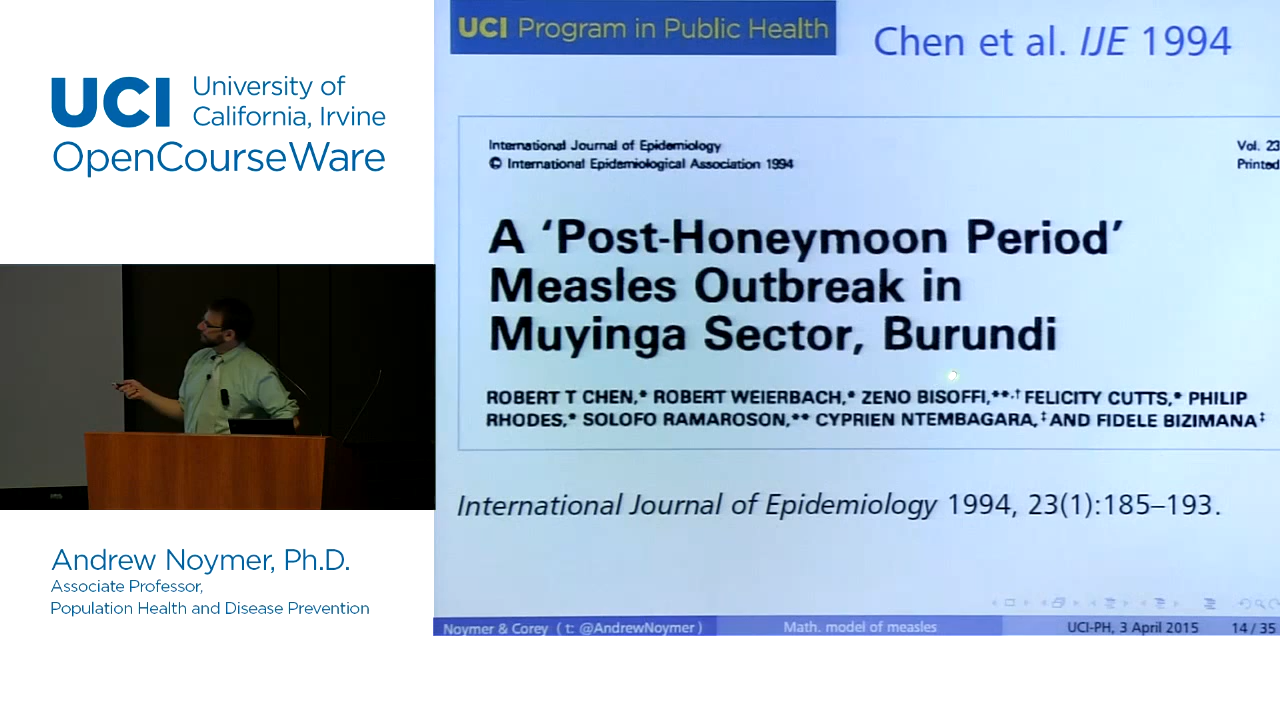 UCI University of
California, Irvine
OpenCourseWare
Andrew Noymer, Ph.D.
Associate Professor,
Population Health and Disease Prevention
UCI Program in Public Health
Chen et al. IJE 1994
International Journal of Epidemiology
© International Epidemiological Association 1994
Vol. 23
Printed
A ‘Post-Honeymoon Period’
Measles Outbreak in
Muyinga Sector, Burundi
ROBERT T CHEN,* ROBERT WEIERBACH,* ZENO BISOFFI,**,† FELICITY CUTTS,* PHILIP
RHODES,* SOLOFO RAMAROSON,** CYPRIEN NTEMBAGARA,‡ AND FIDELE BIZIMANA‡
International Journal of Epidemiology 1994, 23(1):185–193.
Noymer & Corey ( t: @AndrewNoymer ) Math. model of measles UCI-PH, 3 April 2015 14 / 35